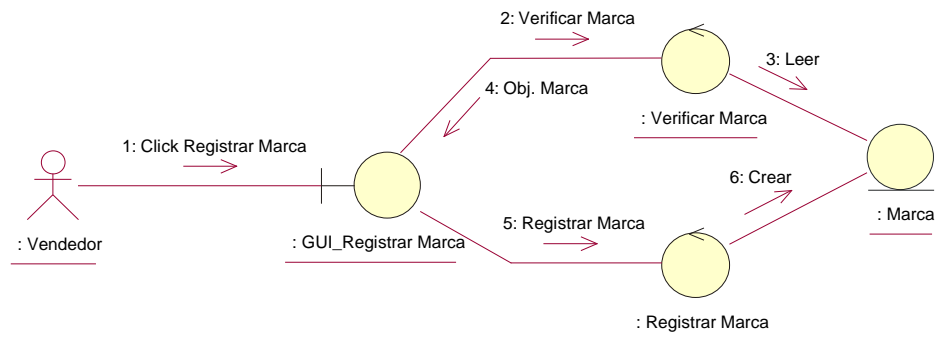 2: Verificar Marca
3: Leer
4: Obj. Marca
: Verificar Marca
1: Click Registrar Marca
6: Crear
: Marca
5: Registrar Marca
: Vendedor
: GUI_Registrar Marca
: Registrar Marca